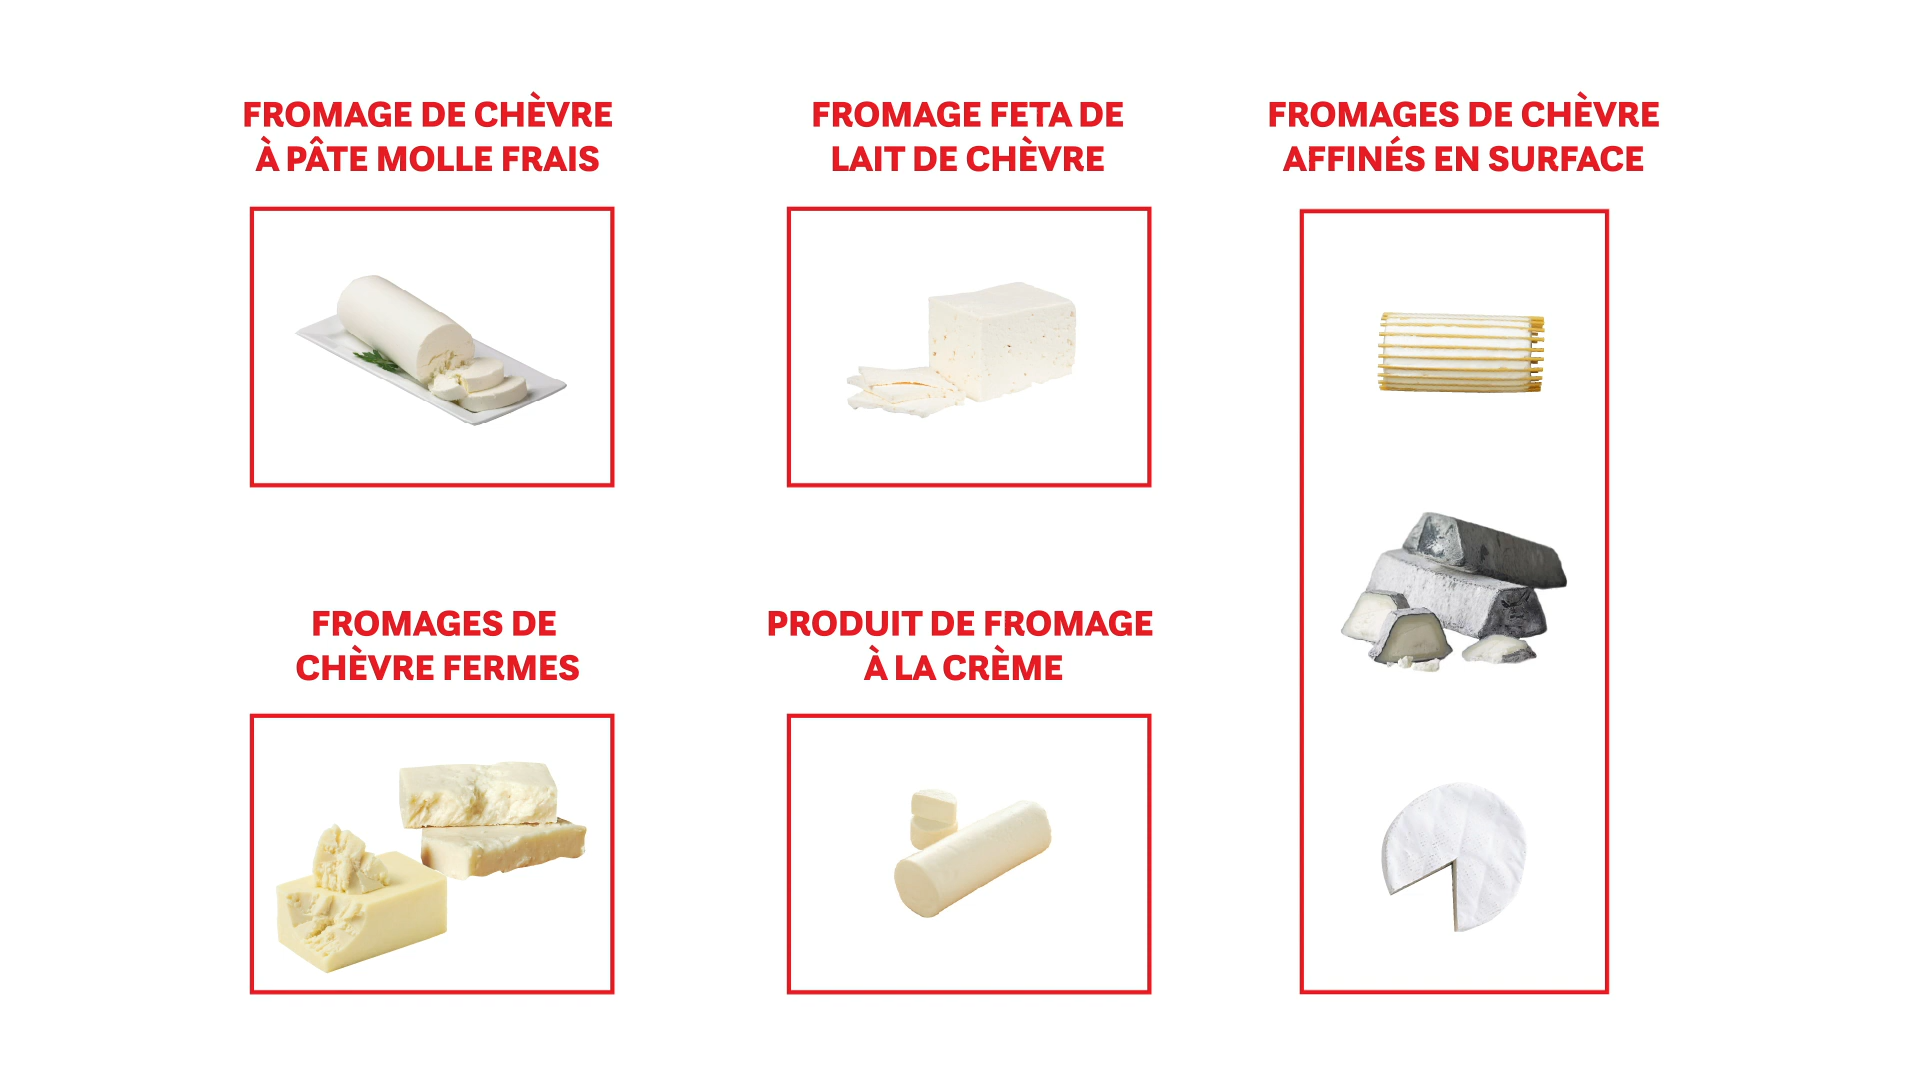 FROMAGE DE CHÈVRE
À PÂTE MOLLE FRAIS
FROMAGE FETA DE
LAIT DE CHÈVRE
FROMAGES DE CHÈVRE
AFFINÉS EN SURFACE
FROMAGES DE
CHÈVRE FERMES
PRODUIT DE FROMAGE
À LA CRÈME